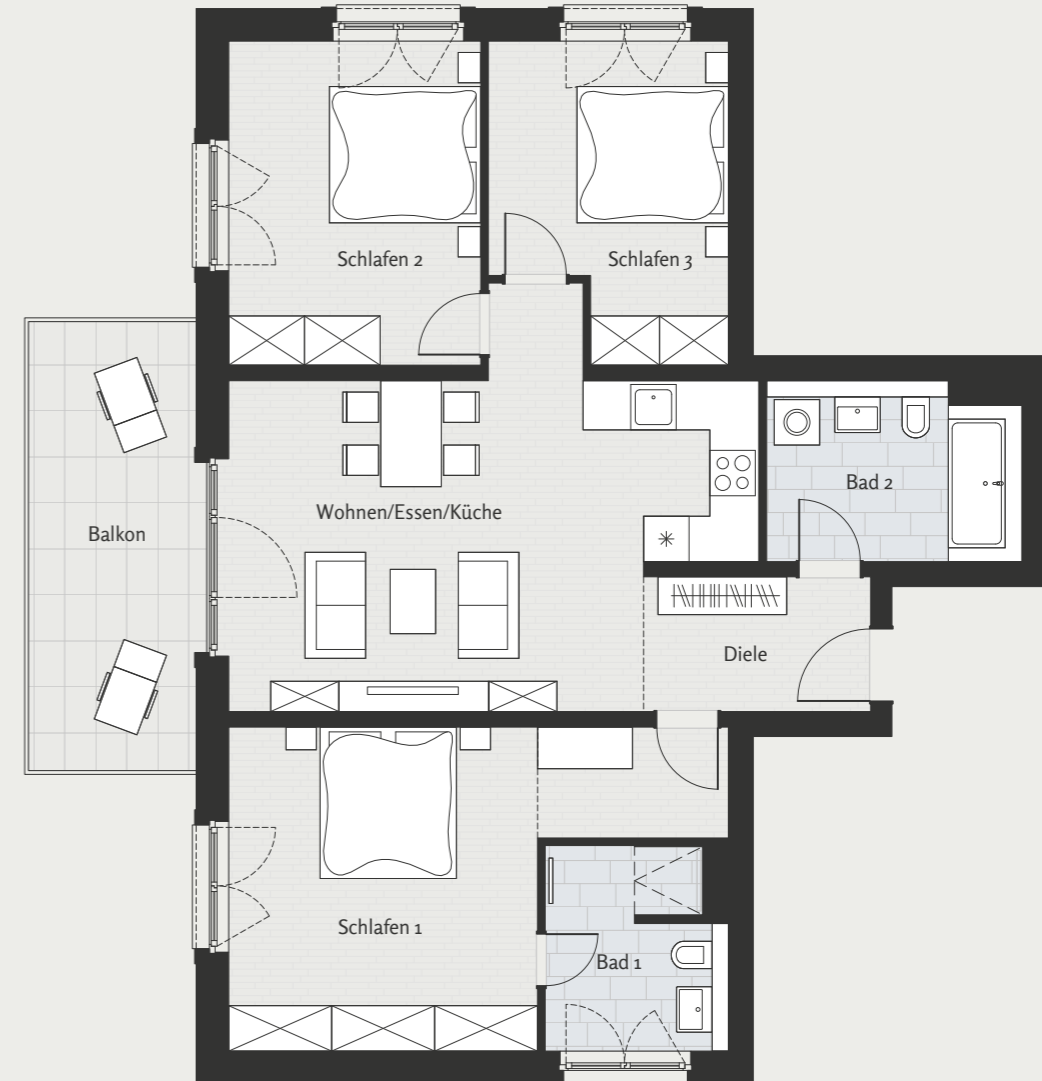 Schlafen 2
Schlafen 3
Bad 2
Wohnen/Essen/Küche
Balkon
Diele
Schlafen 1
Bad 1